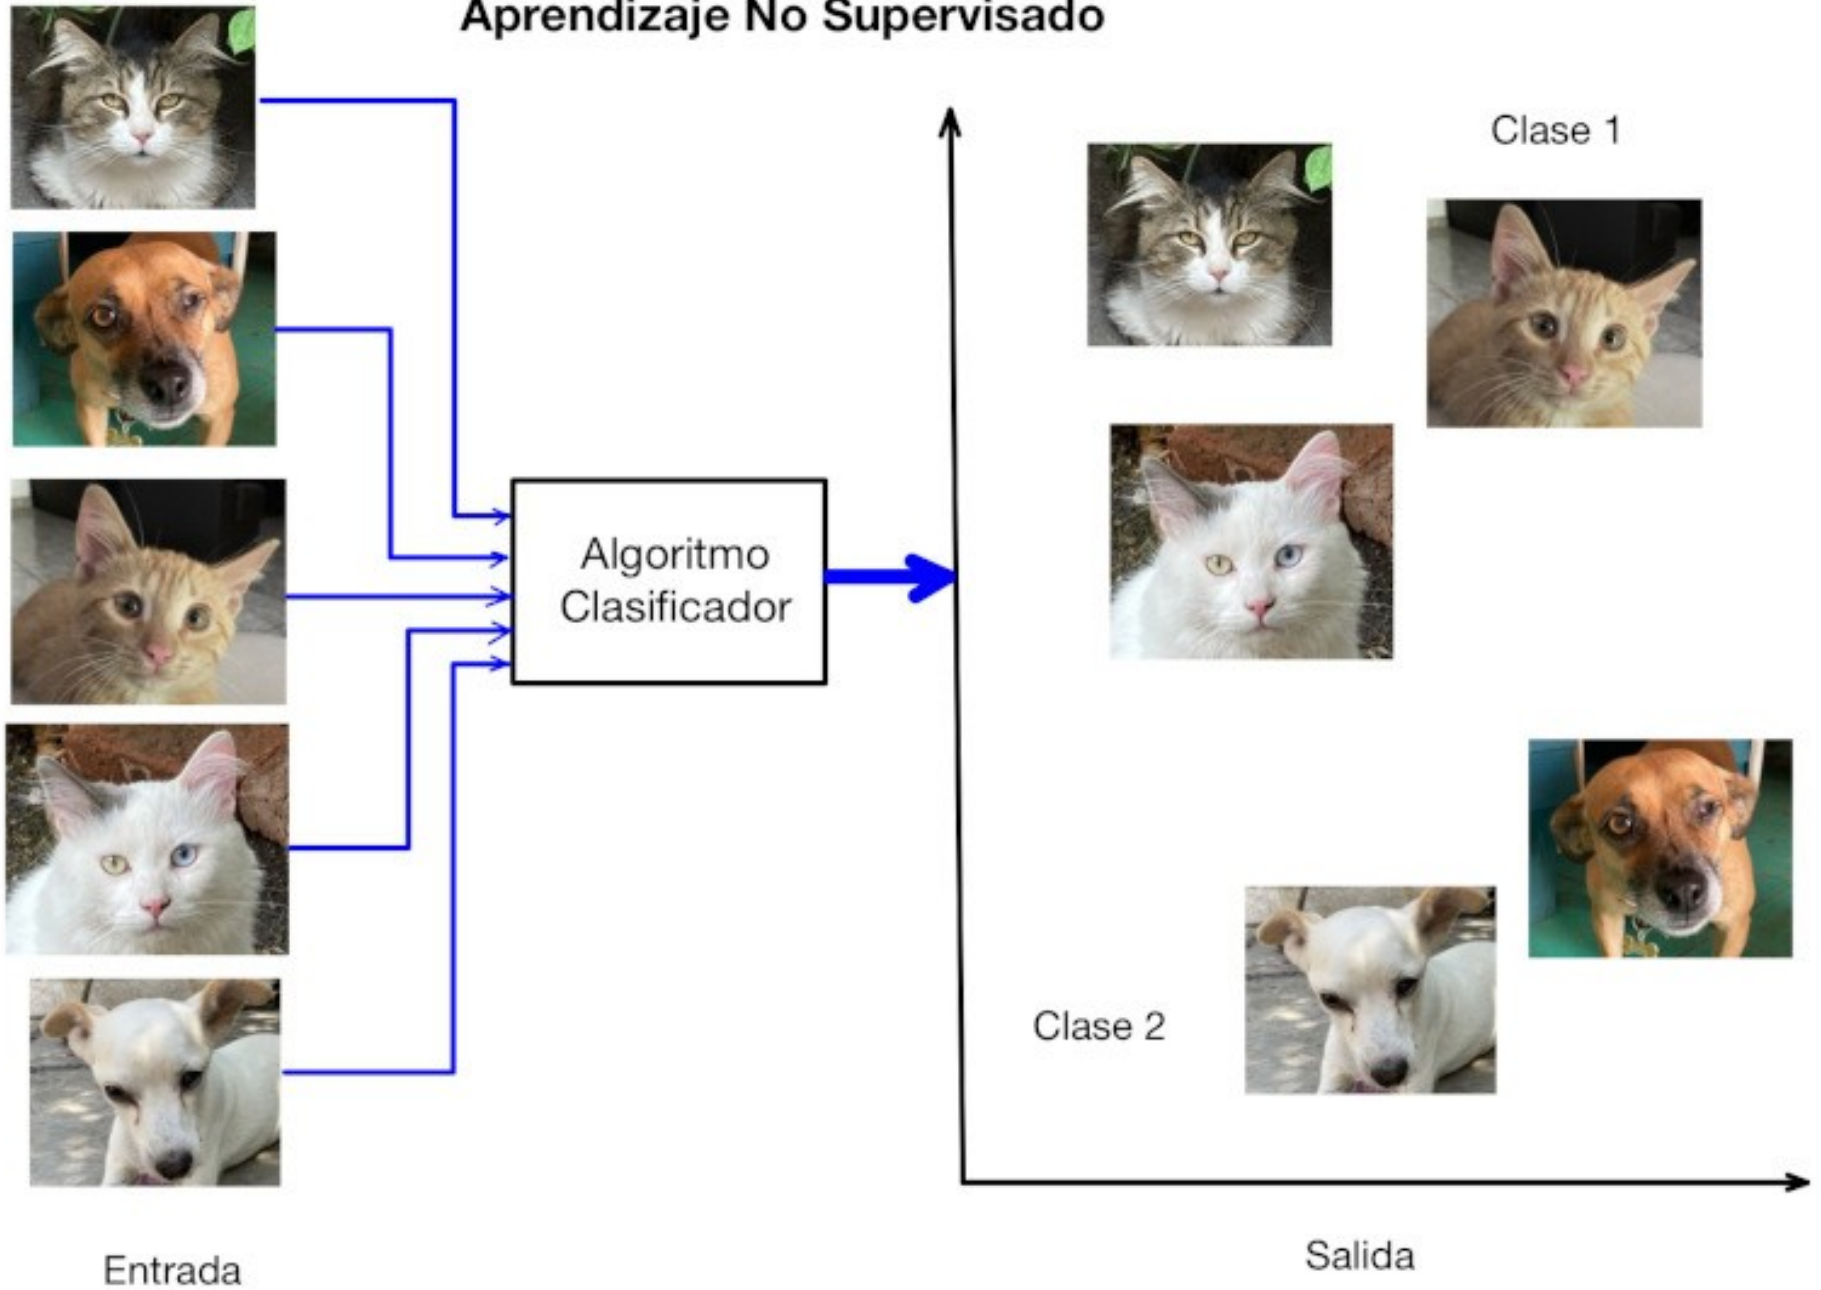 Aprendizaje No Supervisado
Clase 1
Algoritmo
Clasificador
Clase 2
Entrada
Salida